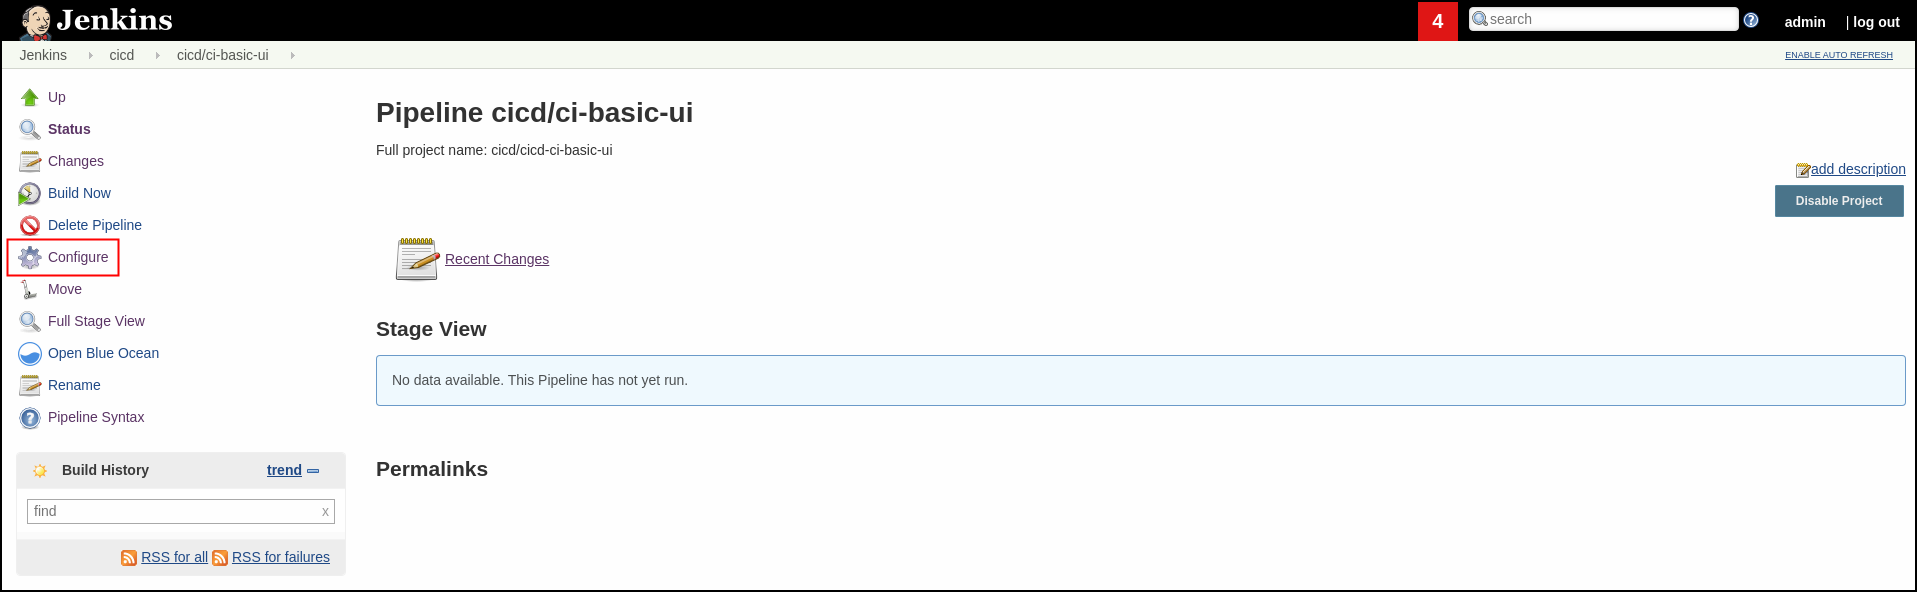 Jenkins
4
search
admin
| log out
Jenkins
cicd
cicd/ci-basic-ui
ENABLE AUTO REFRESH
Up
Status
Changes
Build Now
Delete Pipeline
Configure
Move
Full Stage View
Open Blue Ocean
Rename
Pipeline Syntax
Build History
trend
find
x
RSS for all
RSS for failures
Pipeline cicd/ci-basic-ui
Full project name: cicd/cicd-ci-basic-ui
add description
Disable Project
Recent Changes
Stage View
No data available. This Pipeline has not yet run.
Permalinks